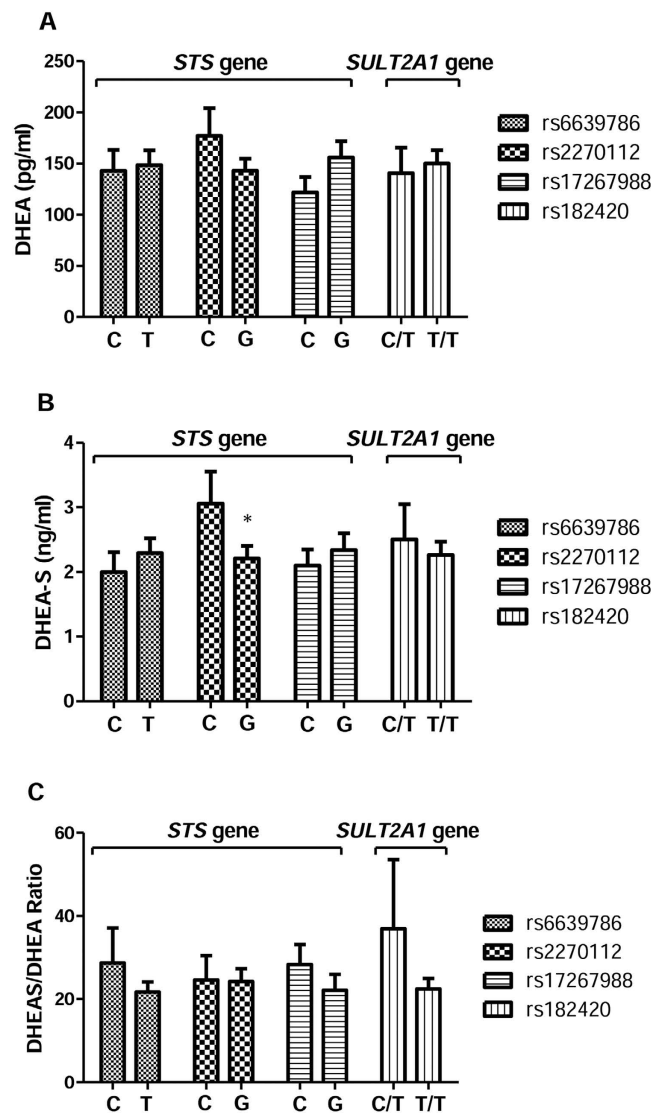 A
STS gene
SULT2A1 gene
DHEA (pg/ml)
250
200
150
100
50
0
C T C G C G C/T T/T
rs6639786
rs2270112
rs17267988
rs182420
B
STS gene
SULT2A1 gene
DHEA-S (ng/ml)
4
3
2
1
0
*
C T C G C G C/T T/T
rs6639786
rs2270112
rs17267988
rs182420
C
STS gene
SULT2A1 gene
DHEAS/DHEA Ratio
60
40
20
0
C T C G C G C/T T/T
rs6639786
rs2270112
rs17267988
rs182420